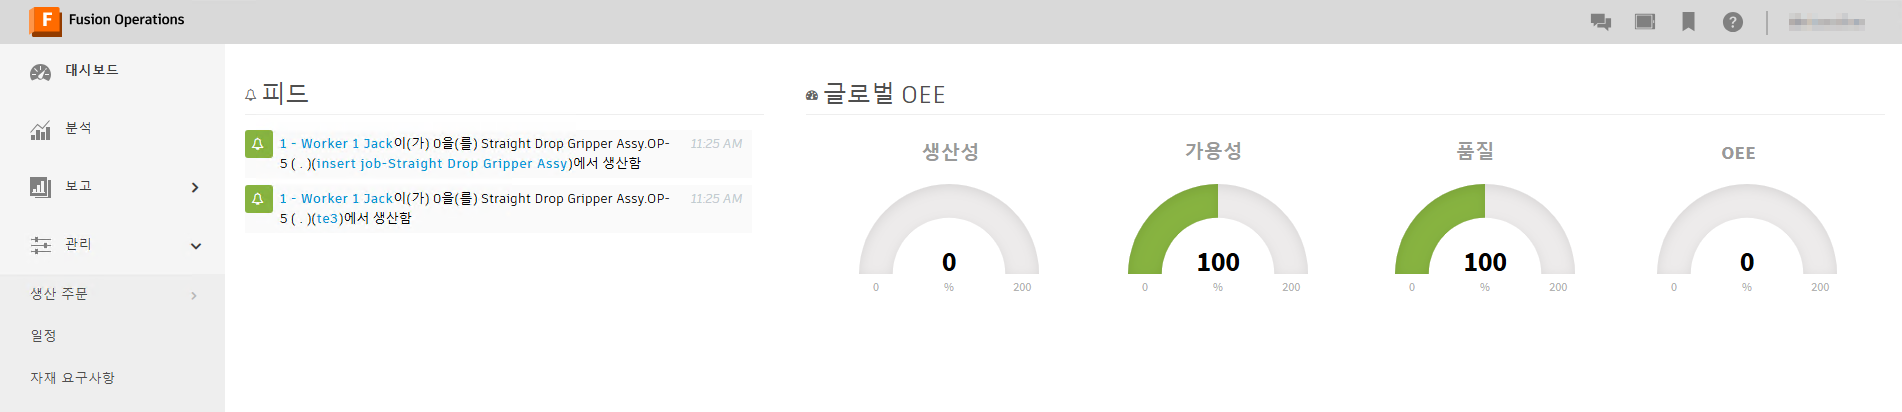 Fusion Operations
대시보드
분석
보고
관리
생산 주문
일정
자재 요구사항
피드
1 - Worker 1 Jack이(가) 0을(를) Straight Drop Gripper Assy.OP-
5 ( . )(insert job-Straight Drop Gripper Assy)에서 생산함
11:25 AM
1 - Worker 1 Jack이(가) 0을(를) Straight Drop Gripper Assy.OP-
5 ( . )(te3)에서 생산함
11:25 AM
글로벌 OEE
생산성
0
0 % 200
가용성
100
0 % 200
품질
100
0 % 200
OEE
0
0 % 200